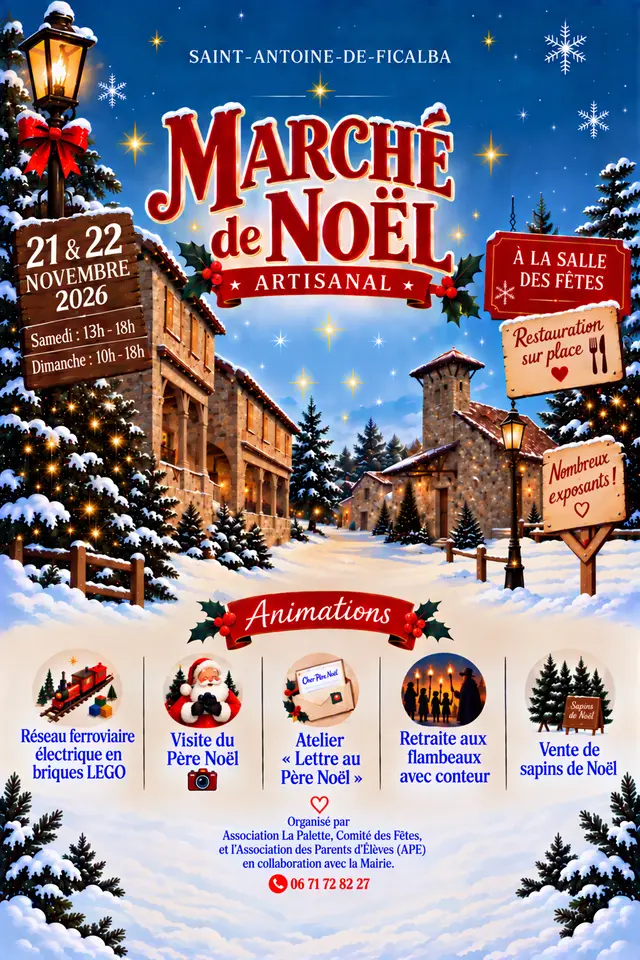 SAINT-ANTOINE-DE-FICALBA
MARCHÉ
de NOËL
ARTISANAL
21 & 22
NOVEMBRE
2026
Samedi : 13h - 18h
Dimanche : 10h - 18h
À LA SALLE
DES FÊTES
Restauration
sur place
Nombreux
exposants !
Animations
Réseau ferroviaire
électrique en
briques LEGO
Visite du
Père Noël
Cher Père Noël
Atelier
« Lettre au
Père Noël »
Retraite aux
flambeaux
avec conteur
Sapins
de Noël
Vente de
sapins de Noël
Organisé par
Association La Palette, Comité des Fêtes,
et l'Association des Parents d'Élèves (APE)
en collaboration avec la Mairie.
06 71 72 82 27